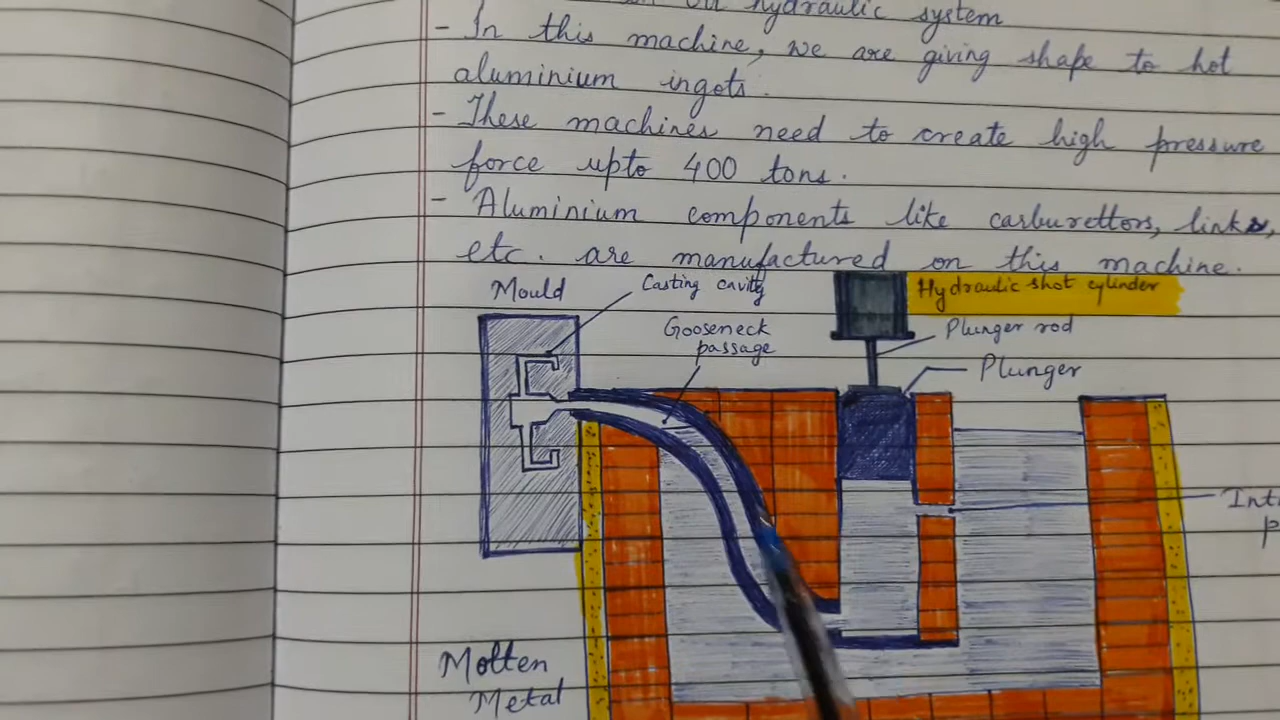 hydraulic system
- In this machine, we are giving shape to hot
aluminium ingots.
- These machines need to create high pressure
force upto 400 tons.
- Aluminium components like carburettors, links,
etc. are manufactured on this machine.
Mould
Casting cavity
Hydraulic shot cylinder
Gooseneck
passage
Plunger rod
Plunger
Molten
Metal